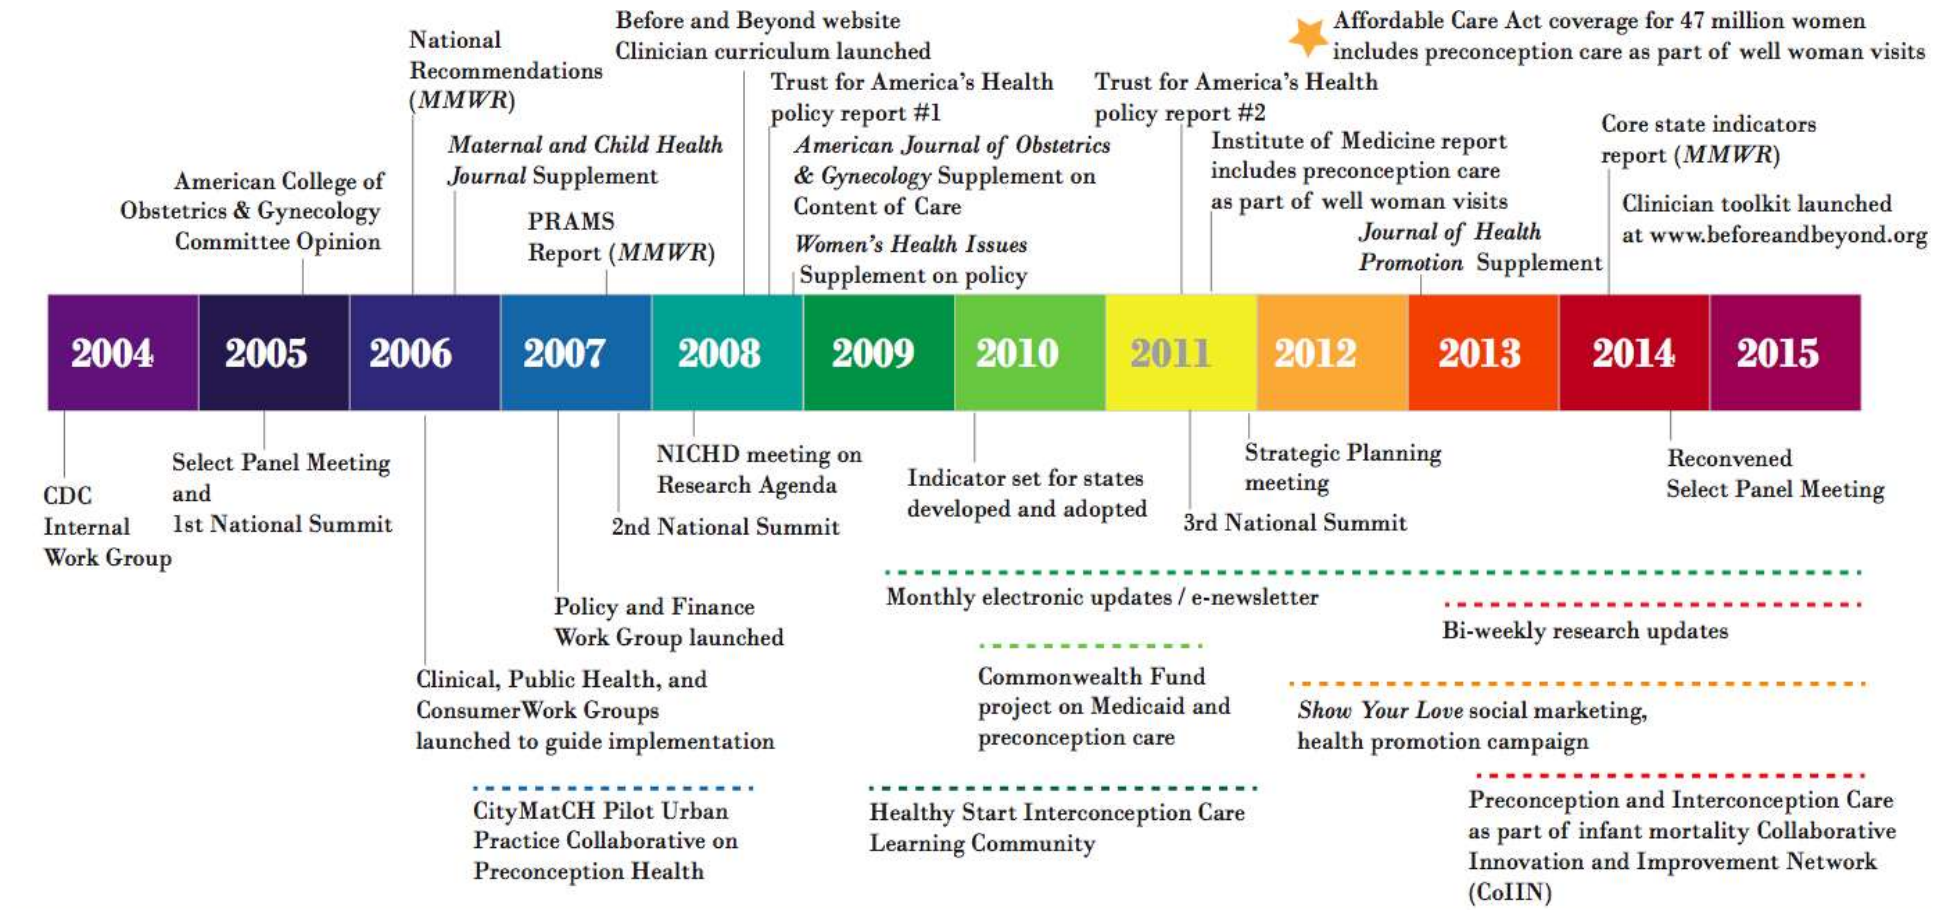 Before and Beyond website
Clinician curriculum launched
Affordable Care Act coverage for 47 million women
includes preconception care as part of well woman visits
National
Recommendations
(MMWR)
Trust for America's Health
policy report #1
Trust for America's Health
policy report #2
Maternal and Child Health
Journal Supplement
American Journal of Obstetrics
& Gynecology Supplement on
Content of Care
Institute of Medicine report
includes preconception care
as part of well woman visits
Core state indicators
report (MMWR)
American College of
Obstetrics & Gynecology
Committee Opinion
PRAMS
Report (MMWR)
Women's Health Issues
Supplement on policy
Journal of Health
Promotion Supplement
Clinician toolkit launched
at www.beforeandbeyond.org
2004 2005 2006 2007 2008 2009 2010 2011 2012 2013 2014 2015
CDC
Internal
Work Group
Select Panel Meeting
and
1st National Summit
NICHD meeting on
Research Agenda
2nd National Summit
Indicator set for states
developed and adopted
Strategic Planning
meeting
3rd National Summit
Reconvened
Select Panel Meeting
Policy and Finance
Work Group launched
Monthly electronic updates / e-newsletter
Bi-weekly research updates
Clinical, Public Health, and
ConsumerWork Groups
launched to guide implementation
Commonwealth Fund
project on Medicaid and
preconception care
Show Your Love social marketing,
health promotion campaign
CityMatCH Pilot Urban
Practice Collaborative on
Preconception Health
Healthy Start Interconception Care
Learning Community
Preconception and Interconception Care
as part of infant mortality Collaborative
Innovation and Improvement Network
(CoIIN)